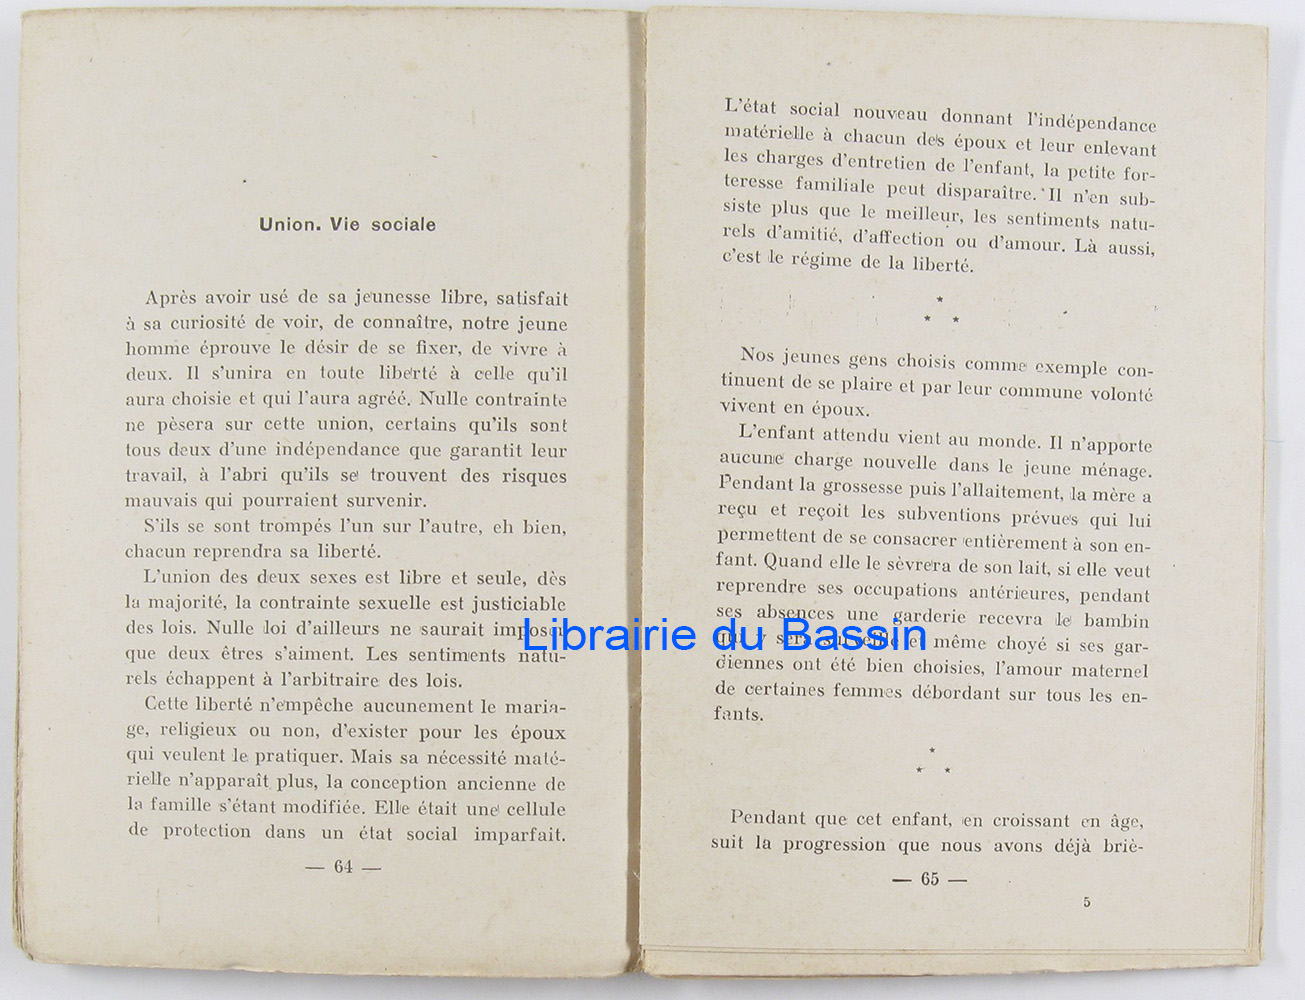 Union. Vie sociale
Après avoir usé de sa jeunesse libre, satisfait
à sa curiosité de voir, de connaître, notre jeune
homme éprouve le désir de se fixer, de vivre à
deux. Il s'unira en toute liberté à celle qu'il
aura choisie et qui l'aura agréé. Nulle contrainte
ne pèsera sur cette union, certains qu'ils sont
tous deux d'une indépendance que garantit leur
travail, à l'abri qu'ils se trouvent des risques
mauvais qui pourraient survenir.
S'ils se sont trompés l'un sur l'autre, eh bien,
chacun reprendra sa liberté.
L'union des deux sexes est libre et seule, dès
la majorité, la contrainte sexuelle est justiciable
des lois. Nulle loi d'ailleurs ne saurait imposer
que deux êtres s'aiment. Les sentiments natu-
rels échappent à l'arbitraire des lois.
Cette liberté n'empêche aucunement le maria-
ge, religieux ou non, d'exister pour les époux
qui veulent le pratiquer. Mais sa nécessité maté-
rielle n'apparaît plus, la conception ancienne de
la famille s'étant modifiée. Elle était une cellule
de protection dans un état social imparfait.
— 64 —
L'état social nouveau donnant l'indépendance
matérielle à chacun des époux et leur enlevant
les charges d'entretien de l'enfant, la petite for-
teresse familiale peut disparaître. Il n'en sub-
siste plus que le meilleur, les sentiments natu-
rels d'amitié, d'affection ou d'amour. Là aussi,
c'est le régime de la liberté.
*
* *
Nos jeunes gens choisis comme exemple con-
tinuent de se plaire et par leur commune volonté
vivent en époux.
L'enfant attendu vient au monde. Il n'apporte
aucune charge nouvelle dans le jeune ménage.
Pendant la grossesse puis l'allaitement, la mère a
reçu et reçoit les subventions prévues qui lui
permettent de se consacrer entièrement à son en-
fant. Quand elle le sèvrera de son lait, si elle veut
reprendre ses occupations antérieures, pendant
ses absences une garderie recevra le bambin
qui y sera surveillé et même choyé si ses gar-
diennes ont été bien choisies, l'amour maternel
de certaines femmes débordant sur tous les en-
fants.
*
* *
Pendant que cet enfant, en croissant en âge,
suit la progression que nous avons déjà briè-
— 65 —
5
Librairie du Bassin